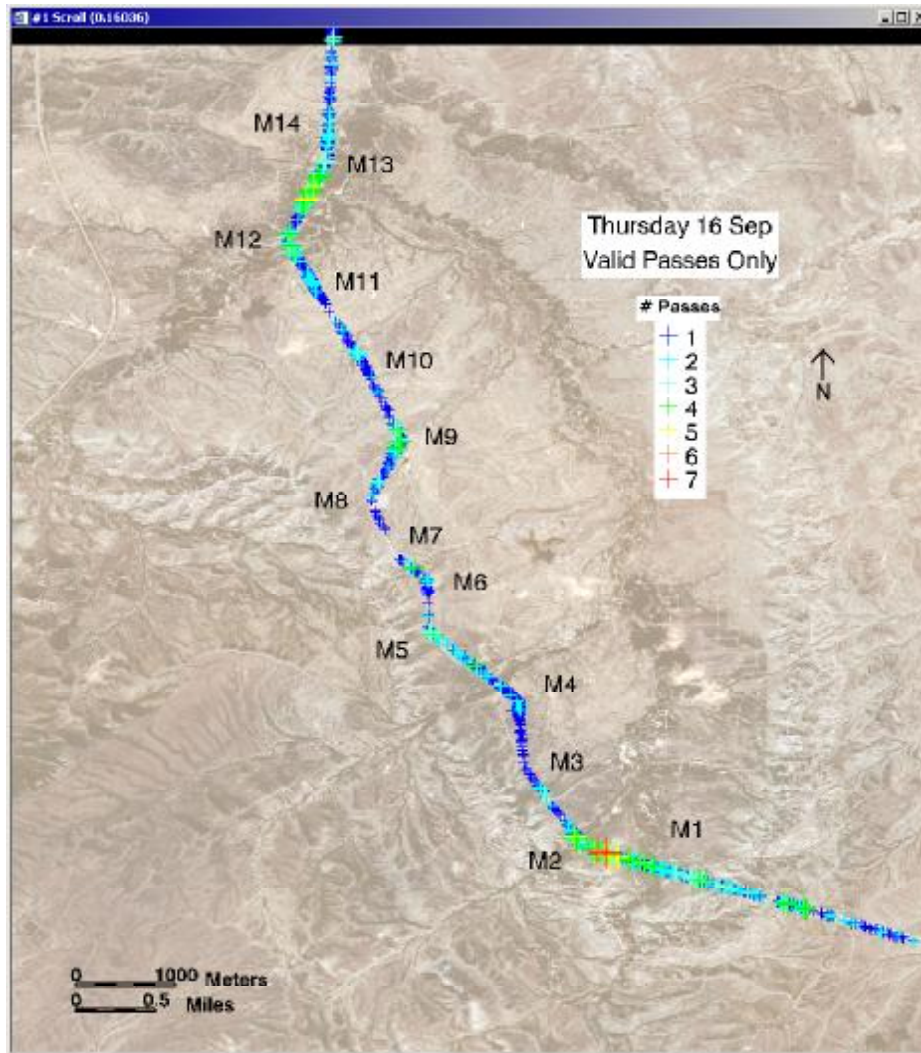 #1 Scroll (0.16036)
M14
M13
Thursday 16 Sep
Valid Passes Only
M12
M11
# Passes
1
2
3
4
5
6
7
N
M10
M9
M8
M7
M6
M5
M4
M3
M1
M2
0 1000 Meters
0 0.5 Miles